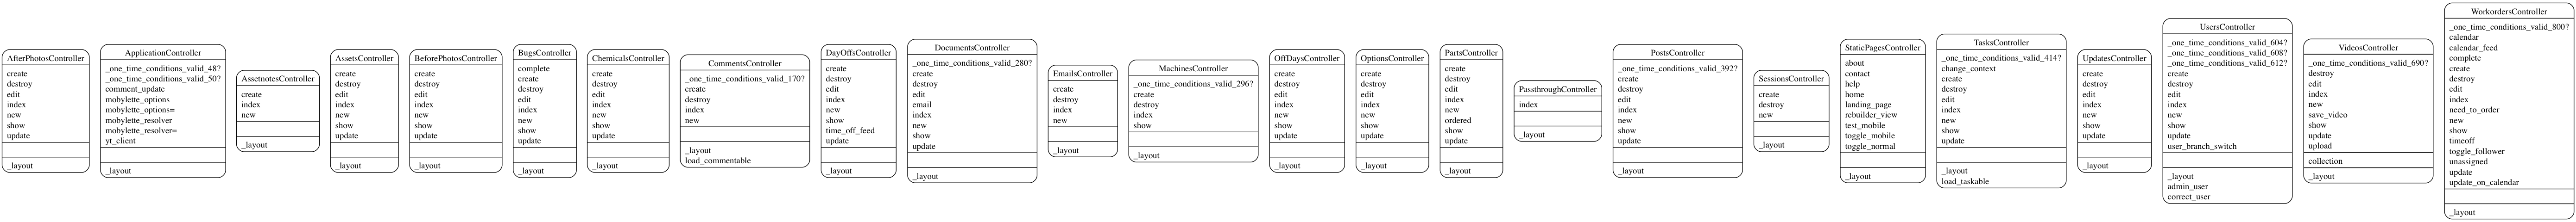 AfterPhotosController
create
destroy
edit
index
new
show
update
_layout
ApplicationController
_one_time_conditions_valid_48?
_one_time_conditions_valid_50?
comment_update
mobylette_options
mobylette_options=
mobylette_resolver
mobylette_resolver=
yt_client
_layout
AssetnotesController
create
index
new
_layout
AssetsController
create
destroy
edit
index
new
show
update
_layout
BeforePhotosController
create
destroy
edit
index
new
show
update
_layout
BugsController
complete
create
destroy
edit
index
new
show
update
_layout
ChemicalsController
create
destroy
edit
index
new
show
update
_layout
CommentsController
_one_time_conditions_valid_170?
create
destroy
index
new
_layout
load_commentable
DayOffsController
create
destroy
edit
index
new
show
time_off_feed
update
_layout
DocumentsController
_one_time_conditions_valid_280?
create
destroy
edit
email
index
new
show
update
_layout
EmailsController
create
destroy
index
new
_layout
MachinesController
_one_time_conditions_valid_296?
create
destroy
index
show
_layout
OffDaysController
create
destroy
edit
index
new
show
update
_layout
OptionsController
create
destroy
edit
index
new
show
update
_layout
PartsController
create
destroy
edit
index
new
ordered
show
update
_layout
PassthroughController
index
_layout
PostsController
_one_time_conditions_valid_392?
create
destroy
edit
index
new
show
update
_layout
SessionsController
create
destroy
new
_layout
StaticPagesController
about
contact
help
home
landing_page
rebuilder_view
test_mobile
toggle_mobile
toggle_normal
_layout
TasksController
_one_time_conditions_valid_414?
change_context
create
destroy
edit
index
new
show
update
_layout
load_taskable
UpdatesController
create
destroy
edit
index
new
show
update
_layout
UsersController
_one_time_conditions_valid_604?
_one_time_conditions_valid_608?
_one_time_conditions_valid_612?
create
destroy
edit
index
new
show
update
user_branch_switch
_layout
admin_user
correct_user
VideosController
_one_time_conditions_valid_690?
destroy
edit
index
new
save_video
show
update
upload
collection
_layout
WorkordersController
_one_time_conditions_valid_800?
calendar
calendar_feed
complete
create
destroy
edit
index
need_to_order
new
show
timeoff
toggle_follower
unassigned
update
update_on_calendar
_layout